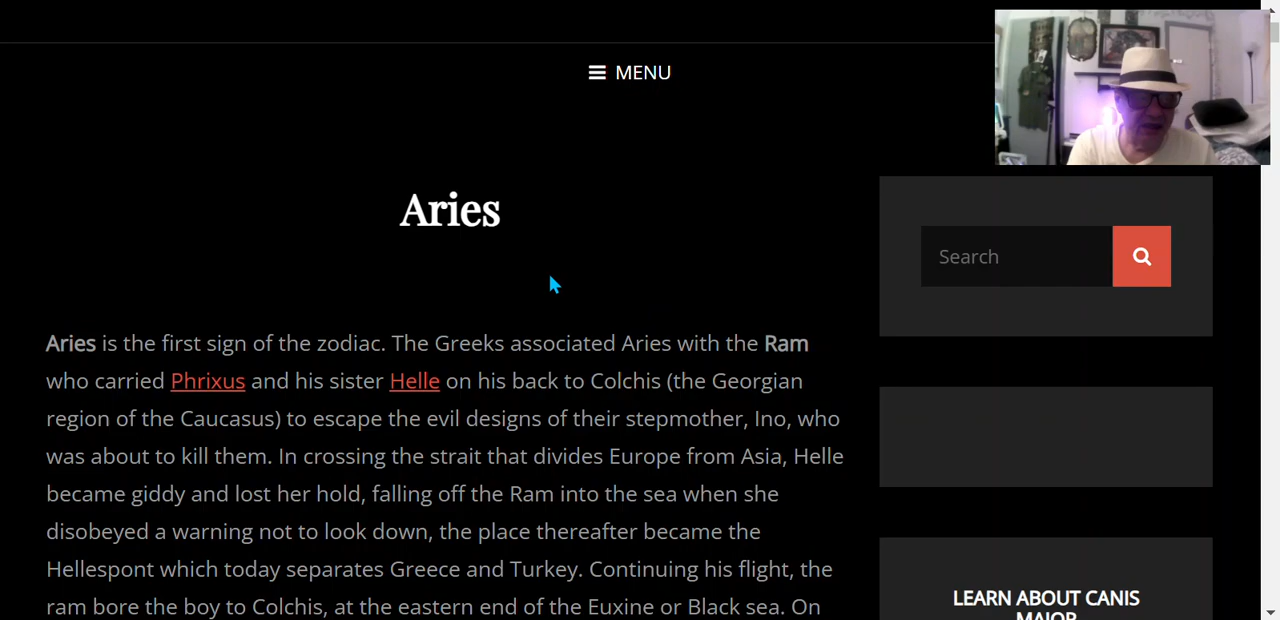 MENU
Aries
Search
Aries is the first sign of the zodiac. The Greeks associated Aries with the Ram
who carried Phrixus and his sister Helle on his back to Colchis (the Georgian
region of the Caucasus) to escape the evil designs of their stepmother, Ino, who
was about to kill them. In crossing the strait that divides Europe from Asia, Helle
became giddy and lost her hold, falling off the Ram into the sea when she
disobeyed a warning not to look down, the place thereafter became the
Hellespont which today separates Greece and Turkey. Continuing his flight, the
ram bore the boy to Colchis, at the eastern end of the Euxine or Black sea. On
LEARN ABOUT CANIS
MAJOR